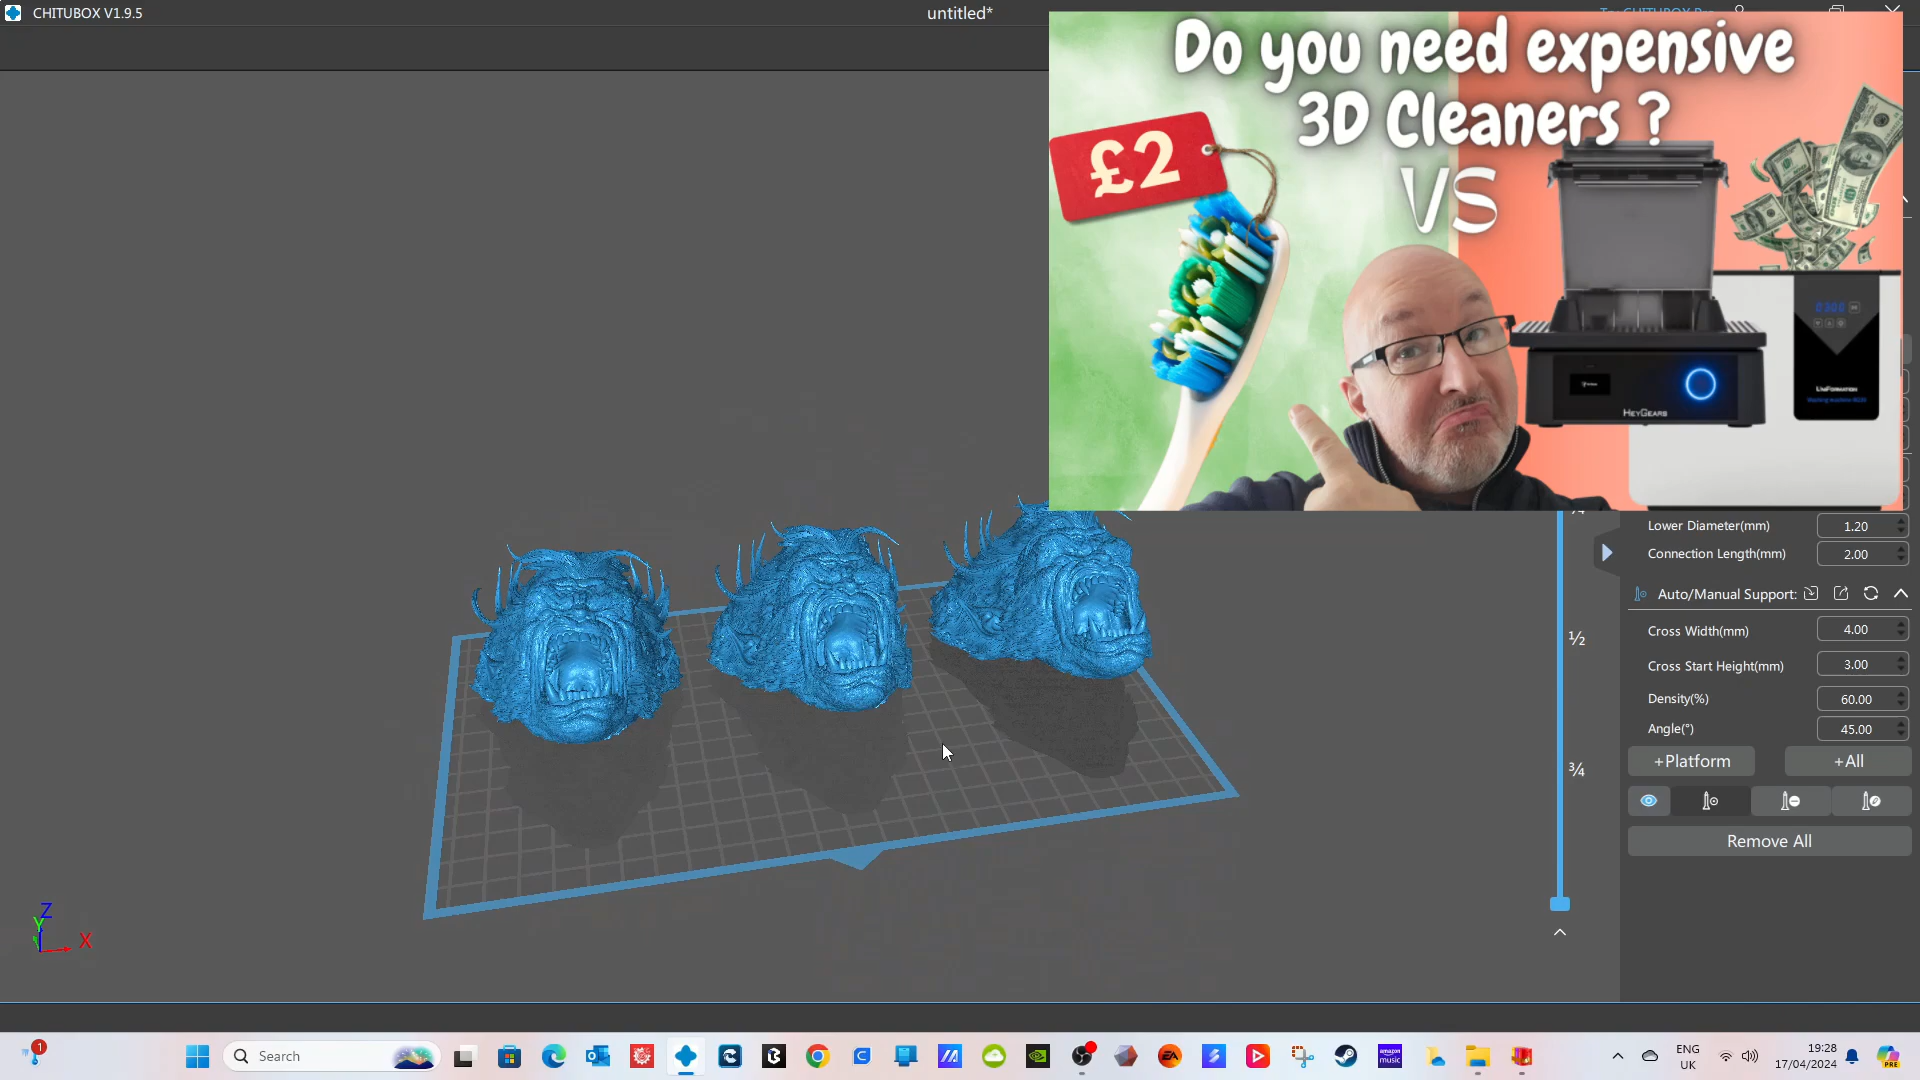 CHITUBOX V1.9.5
untitled*
Do you need expensive
3D Cleaners ?
£2
VS
HEYGEARS
UNIFORMATION
Lower Diameter(mm) 1.20
Connection Length(mm) 2.00
Auto/Manual Support:
Cross Width(mm) 4.00
½
Cross Start Height(mm) 3.00
Density(%) 60.00
Angle(°) 45.00
+Platform +All
¾
Remove All
Z
Y
X
1
Search
ENG
UK
19:28
17/04/2024